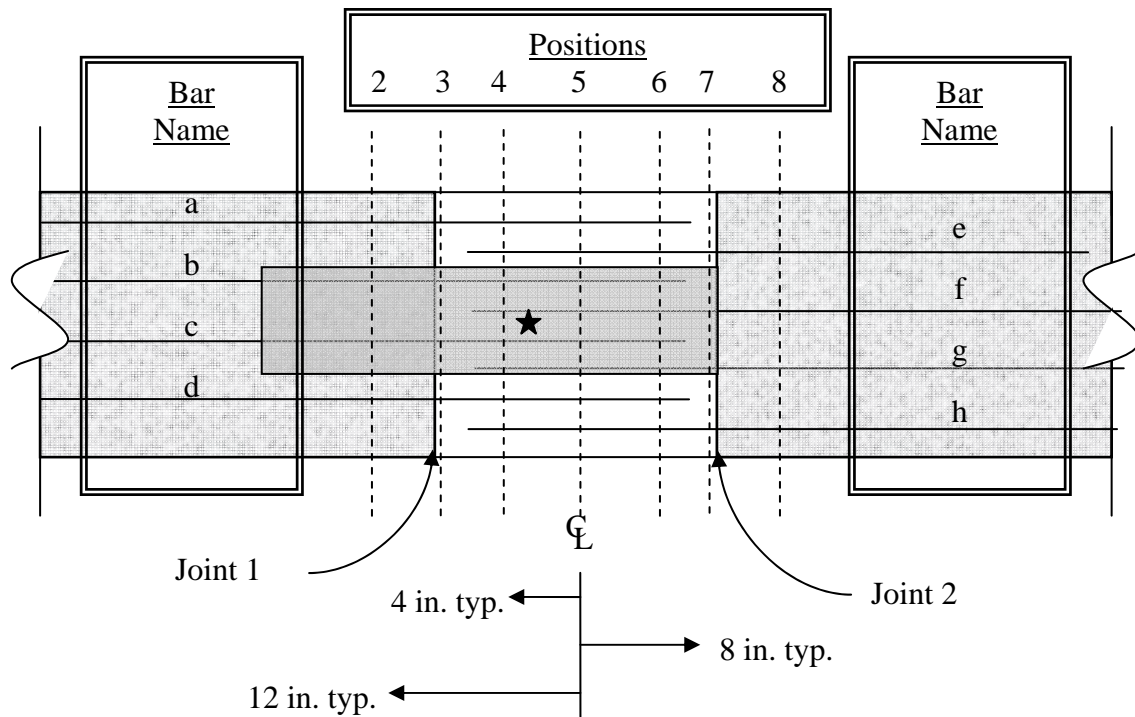 Positions
2 3 4 5 6 7 8
Bar
Name
Bar
Name
a
b
c
d
e
f
g
h
℄
Joint 1
Joint 2
4 in. typ.
8 in. typ.
12 in. typ.